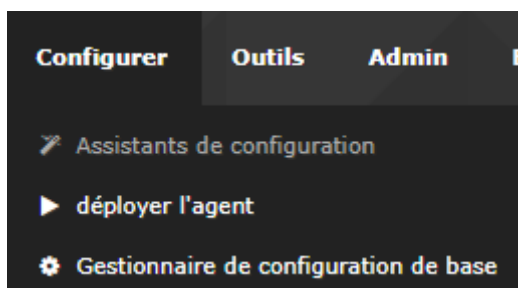 Configurer Outils Admin
Assistants de configuration
déployer l'agent
Gestionnaire de configuration de base